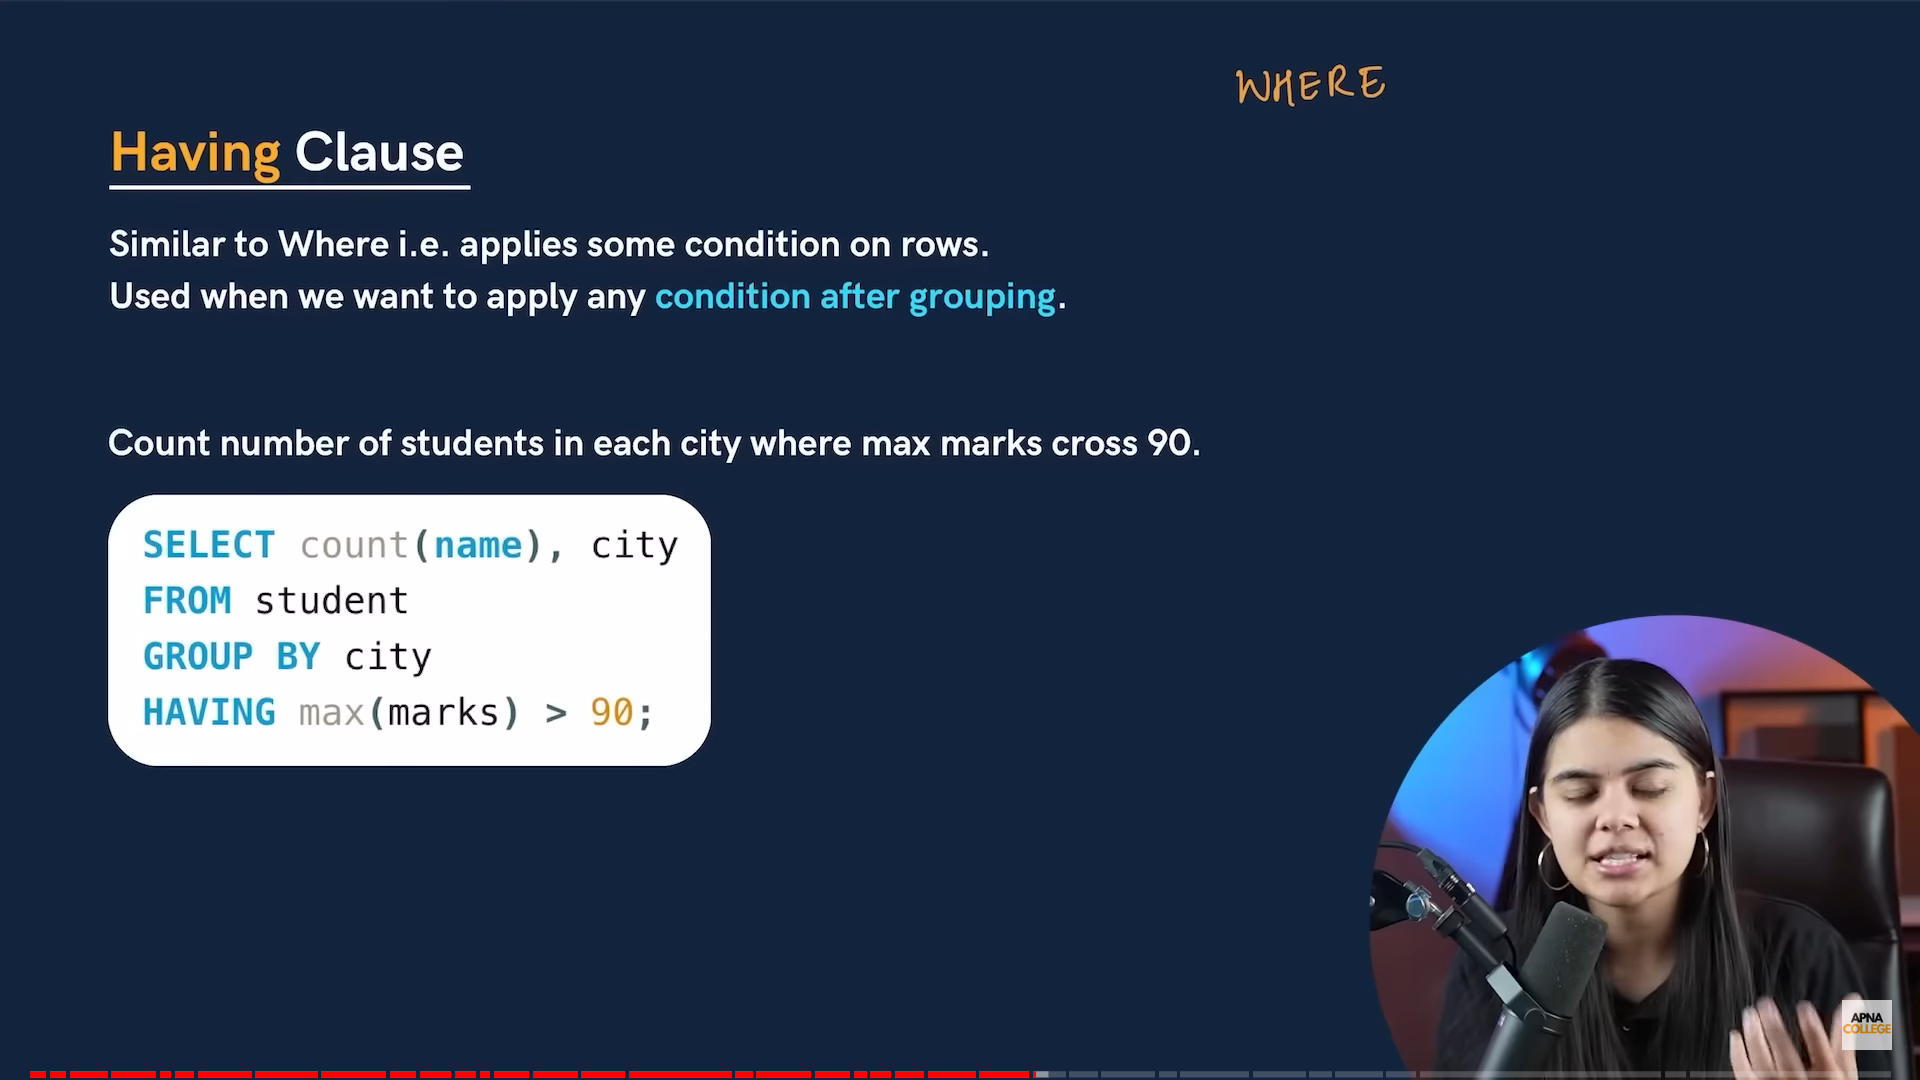 WHERE
Having Clause
Similar to Where i.e. applies some condition on rows.
Used when we want to apply any condition after grouping.
Count number of students in each city where max marks cross 90.
SELECT count(name), city
FROM student
GROUP BY city
HAVING max(marks) > 90;
APNA
COLLEGE